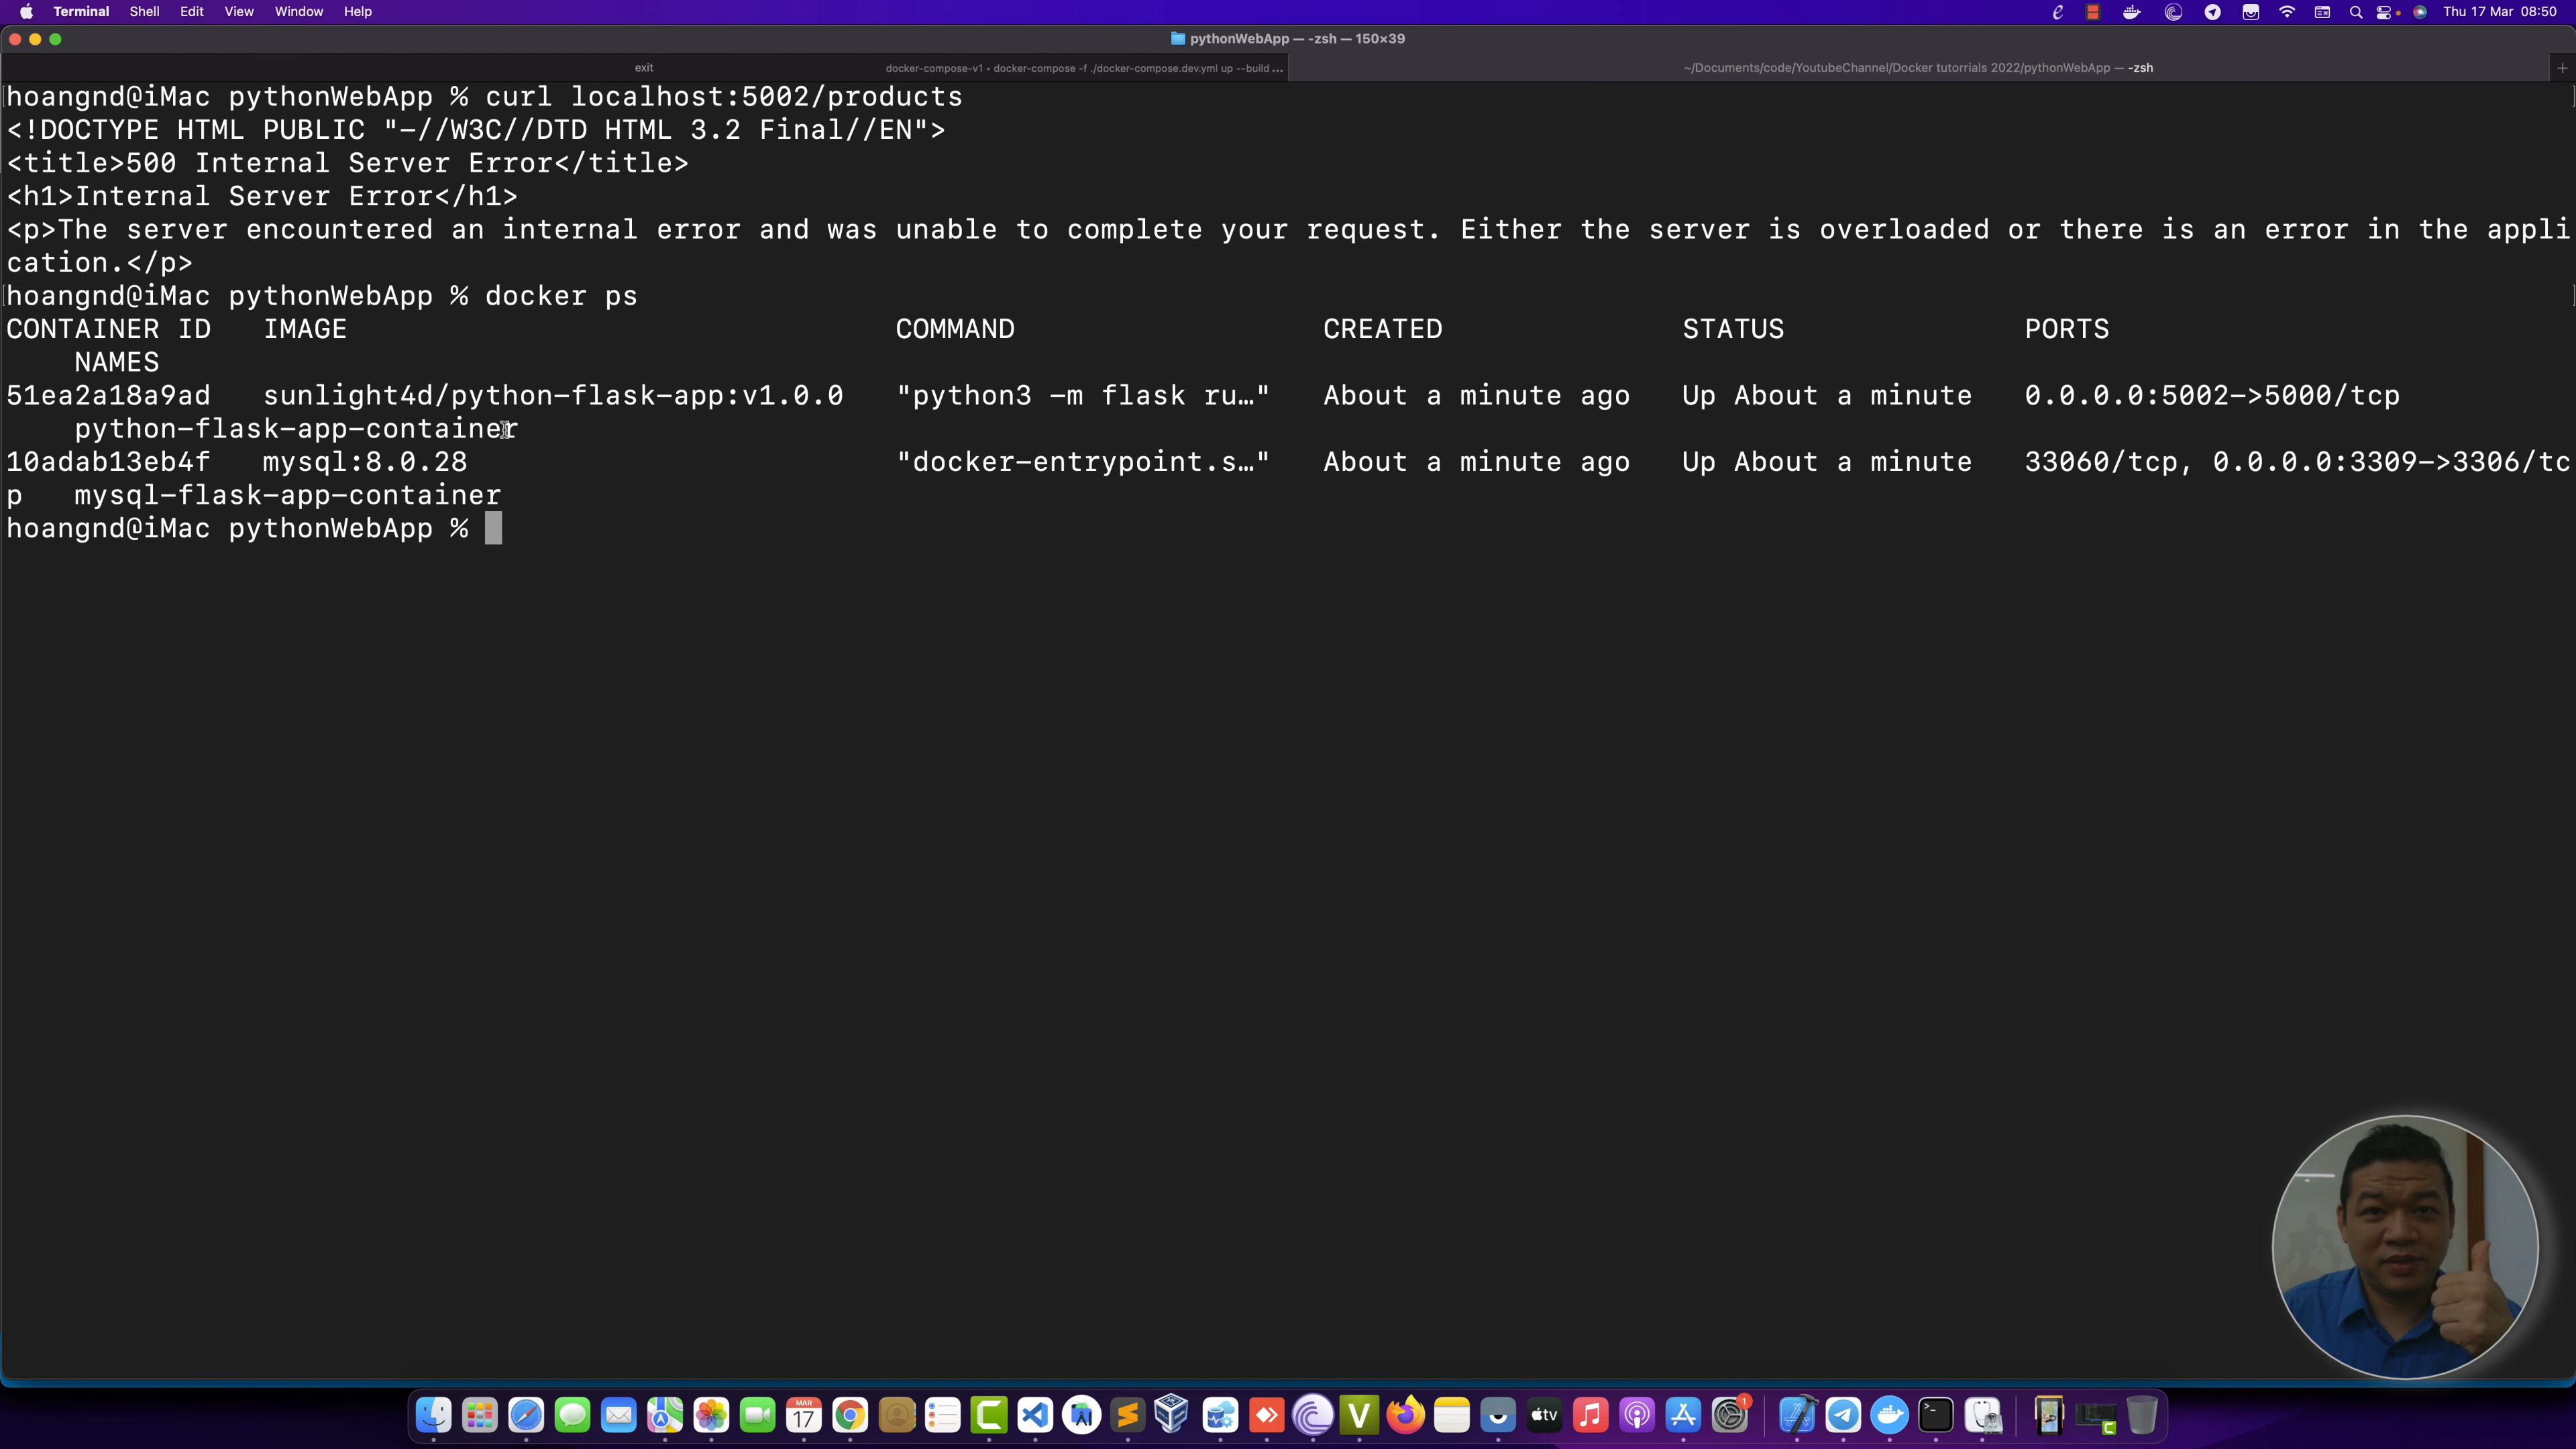 Terminal Shell Edit View Window Help Thu 17 Mar 08:50
pythonWebApp — -zsh — 150×39
exit docker-compose-v1 • docker-compose -f ./docker-compose.dev.yml up --build ... ~/Documents/code/YoutubeChannel/Docker tutorrials 2022/pythonWebApp — -zsh
hoangnd@iMac pythonWebApp % curl localhost:5002/products
<!DOCTYPE HTML PUBLIC "-//W3C//DTD HTML 3.2 Final//EN">
<title>500 Internal Server Error</title>
<h1>Internal Server Error</h1>
<p>The server encountered an internal error and was unable to complete your request. Either the server is overloaded or there is an error in the appli
cation.</p>
hoangnd@iMac pythonWebApp % docker ps
CONTAINER ID IMAGE COMMAND CREATED STATUS PORTS
NAMES
51ea2a18a9ad sunlight4d/python-flask-app:v1.0.0 "python3 -m flask ru…" About a minute ago Up About a minute 0.0.0.0:5002->5000/tcp
python-flask-app-container
10adab13eb4f mysql:8.0.28 "docker-entrypoint.s…" About a minute ago Up About a minute 33060/tcp, 0.0.0.0:3309->3306/tc
p mysql-flask-app-container
hoangnd@iMac pythonWebApp %
MAR
17
tv
1